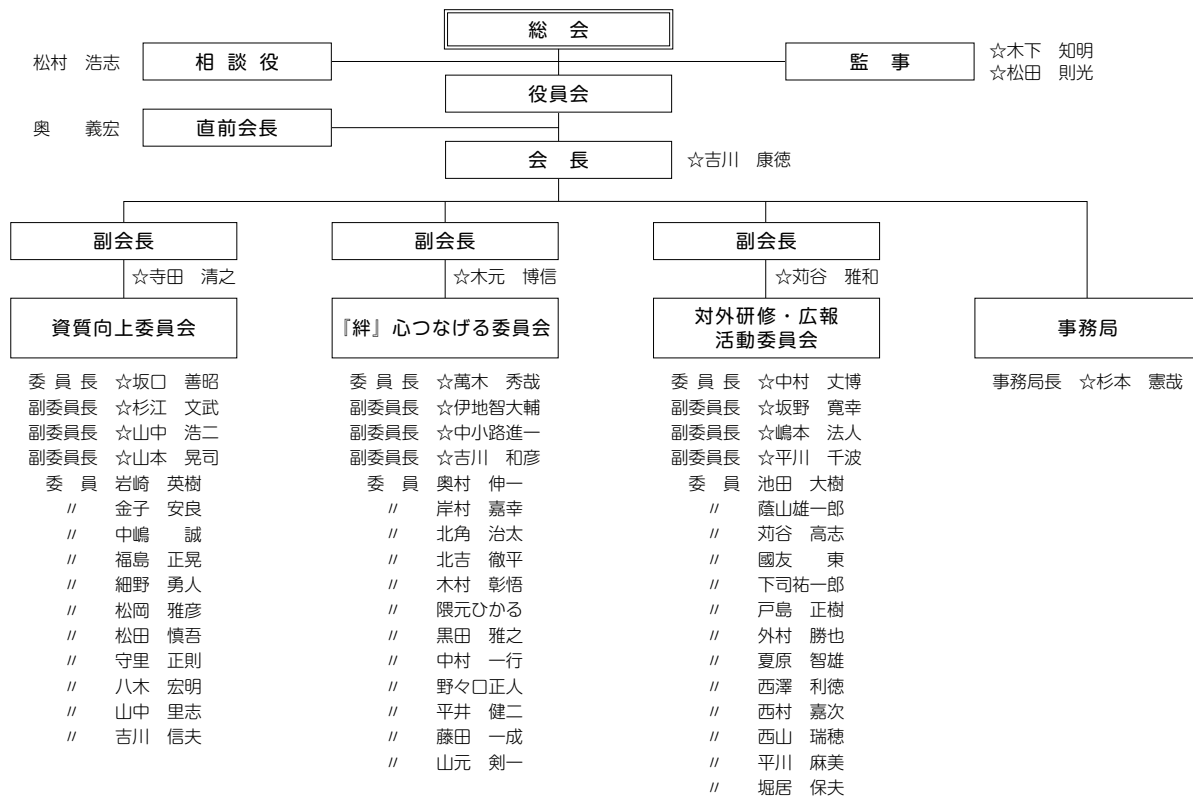 総　会
松村　浩志
相 談 役
監　事
☆木下　知明
☆松田　則光
役員会
奥　　義宏
直前会長
会　長
☆吉川　康徳
副会長
☆寺田　清之
資質向上委員会
委 員 長　☆坂口　善昭
副委員長　☆杉江　文武
副委員長　☆山中　浩二
副委員長　☆山本　晃司
委　員　岩崎　英樹
〃　金子　安良
〃　中嶋　　誠
〃　福島　正晃
〃　細野　勇人
〃　松岡　雅彦
〃　松田　慎吾
〃　守里　正則
〃　八木　宏明
〃　山中　里志
〃　吉川　信夫
副会長
☆木元　博信
『絆』心つなげる委員会
委 員 長　☆萬木　秀哉
副委員長　☆伊地智大輔
副委員長　☆中小路進一
副委員長　☆吉川　和彦
委　員　奥村　伸一
〃　岸村　嘉幸
〃　北角　治太
〃　北吉　徹平
〃　木村　彰悟
〃　隈元ひかる
〃　黒田　雅之
〃　中村　一行
〃　野々口正人
〃　平井　健二
〃　藤田　一成
〃　山元　剣一
副会長
☆苅谷　雅和
対外研修・広報
活動委員会
委 員 長　☆中村　丈博
副委員長　☆坂野　寛幸
副委員長　☆嶋本　法人
副委員長　☆平川　千波
委　員　池田　大樹
〃　蔭山雄一郎
〃　苅谷　高志
〃　國友　　東
〃　下司祐一郎
〃　戸島　正樹
〃　外村　勝也
〃　夏原　智雄
〃　西澤　利徳
〃　西村　嘉次
〃　西山　瑞穂
〃　平川　麻美
〃　堀居　保夫
事務局
事務局長　☆杉本　憲哉